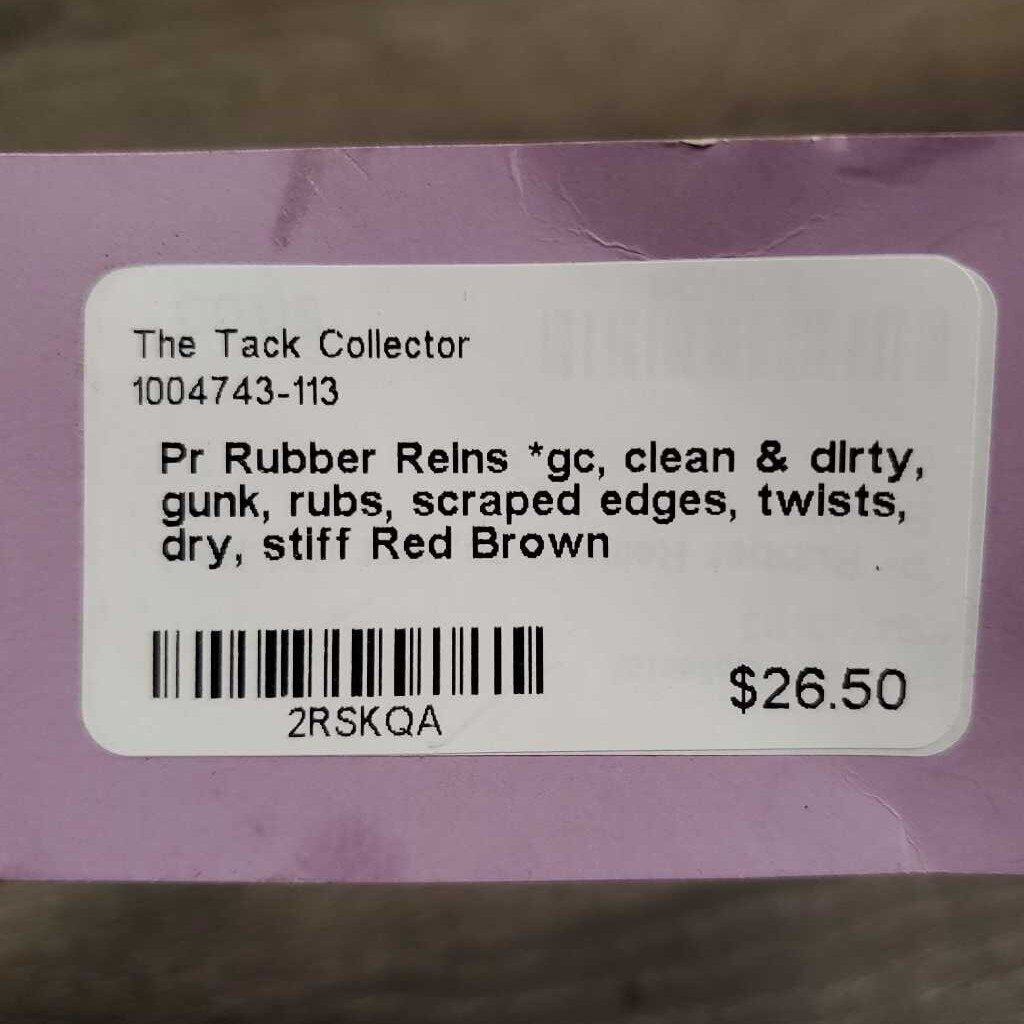 The Tack Collector
1004743-113
Pr Rubber Reins *gc, clean & dirty,
gunk, rubs, scraped edges, twists,
dry, stiff Red Brown
2RSKQA
$26.50